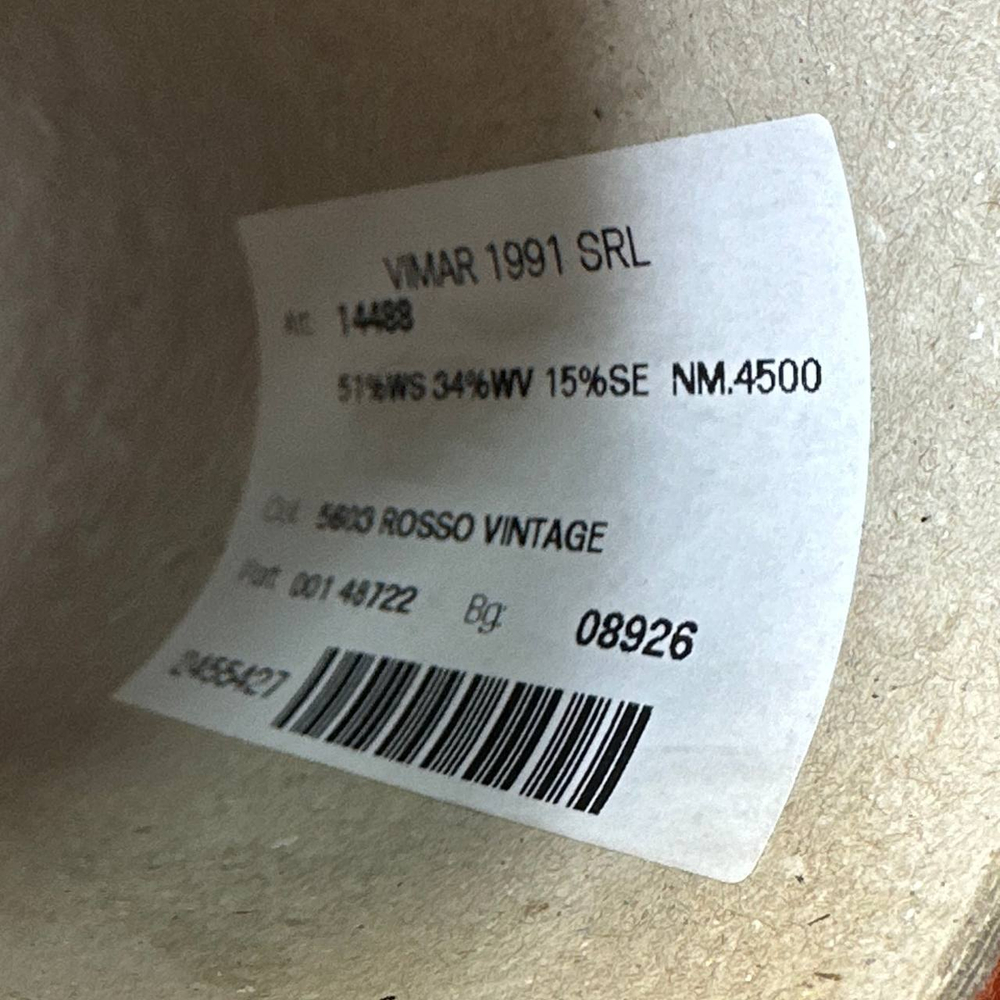 VIMAR 1991 SRL
Art. 14488
51%WS 34%WV 15%SE NM.4500
Col. 5603 ROSSO VINTAGE
Part. 001 48722 Bg. 08926
2455427